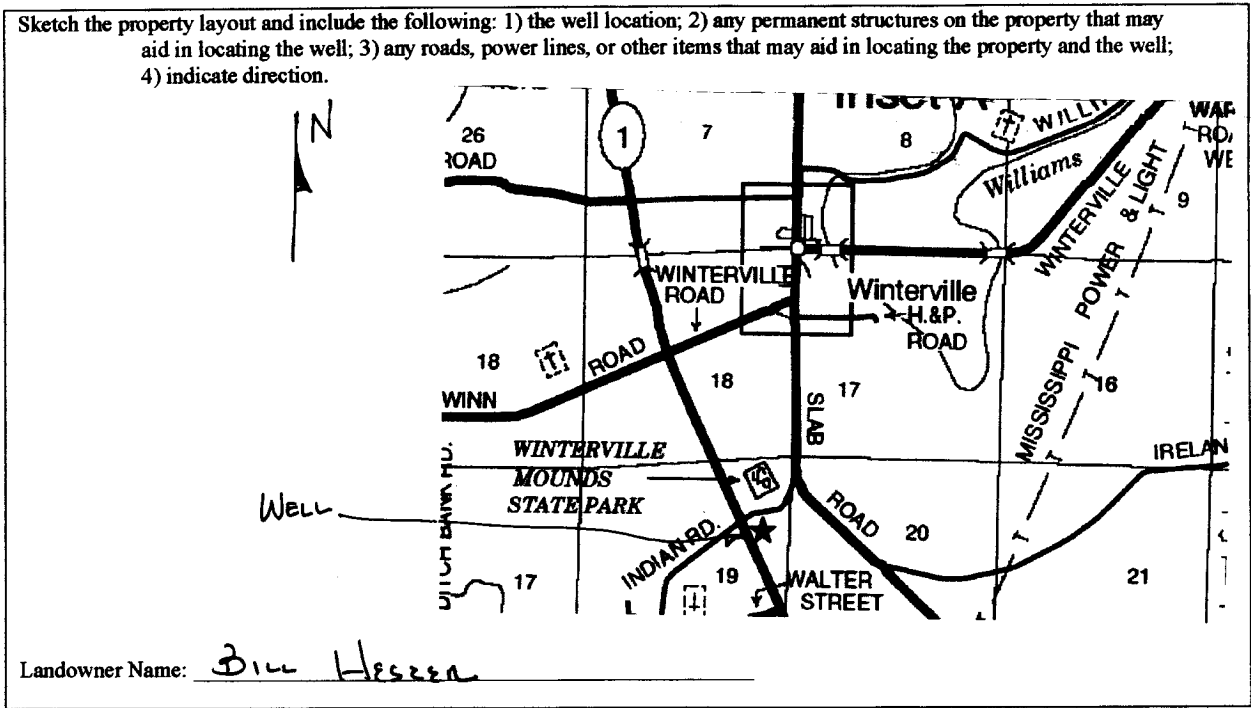 Sketch the property layout and include the following: 1) the well location; 2) any permanent structures on the property that may
aid in locating the well; 3) any roads, power lines, or other items that may aid in locating the property and the well;
4) indicate direction.
N
26
ROAD
1
7
8
Williams
9
WINTERVILLE
MISSISSIPPI POWER & LIGHT
WINTERVILLE
ROAD
Winterville
H.&P.
ROAD
18
ROAD
WINN
18
17
SLAB
16
WINTERVILLE
MOUNDS
STATE PARK
IRELAN
WELL
INDIAN RD.
ROAD
20
17
19
WALTER
STREET
21
Landowner Name: BILL